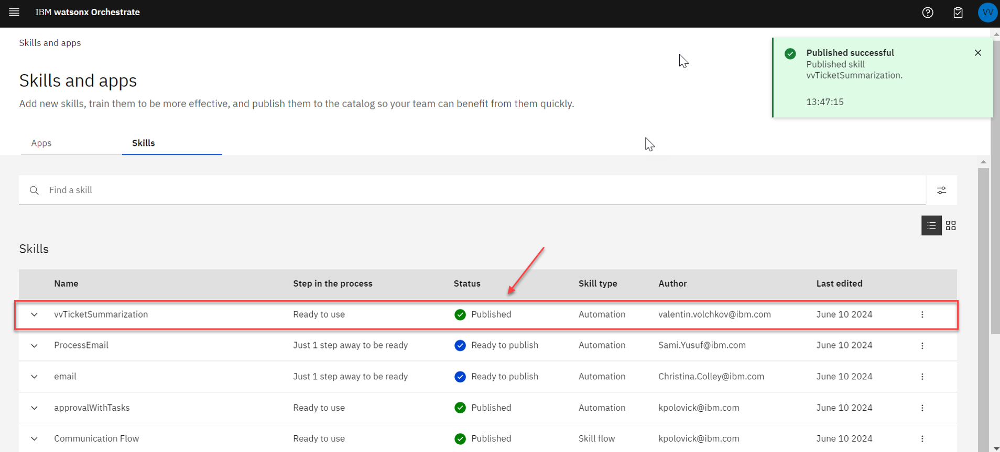 IBM watsonx Orchestrate
VV
Skills and apps
Published successful
Published skill
vvTicketSummarization.
13:47:15
Skills and apps
Add new skills, train them to be more effective, and publish them to the catalog so your team can benefit from them quickly.
Apps
Skills
Find a skill
Skills
Name Step in the process Status Skill type Author Last edited
vvTicketSummarization Ready to use Published Automation valentin.volchkov@ibm.com June 10 2024
ProcessEmail Just 1 step away to be ready Ready to publish Automation Sami.Yusuf@ibm.com June 10 2024
email Just 1 step away to be ready Ready to publish Automation Christina.Colley@ibm.com June 10 2024
approvalWithTasks Ready to use Published Automation kpolovick@ibm.com June 10 2024
Communication Flow Ready to use Published Skill flow kpolovick@ibm.com June 10 2024